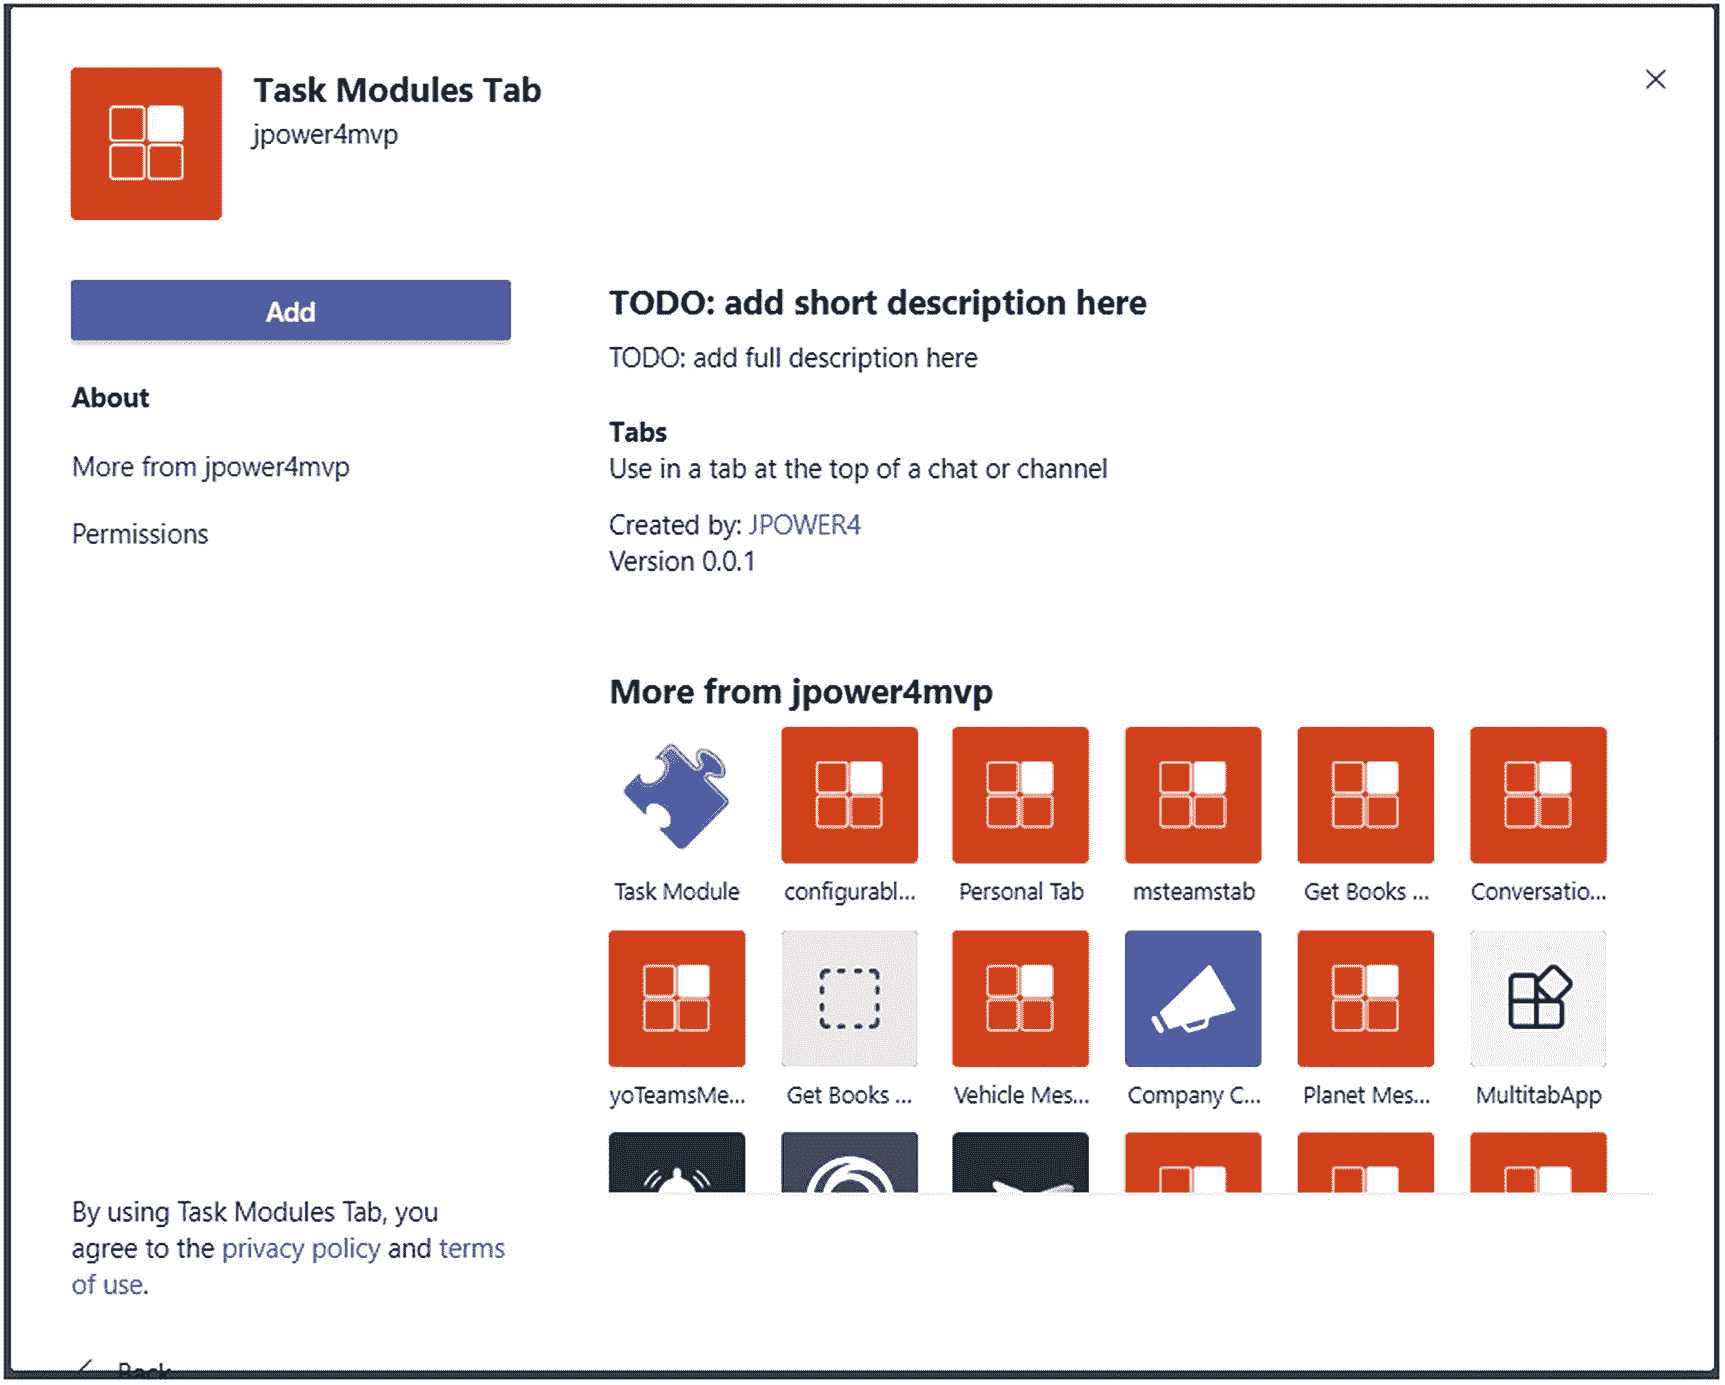 Task Modules Tab
jpower4mvp
Add
About
More from jpower4mvp
Permissions
TODO: add short description here
TODO: add full description here
Tabs
Use in a tab at the top of a chat or channel
Created by: JPOWER4
Version 0.0.1
More from jpower4mvp
Task Module
configurabl...
Personal Tab
msteamstab
Get Books ...
Conversatio...
yoTeamsMe...
Get Books ...
Vehicle Mes...
Company C...
Planet Mes...
MultitabApp
By using Task Modules Tab, you
agree to the privacy policy and terms
of use.
Back